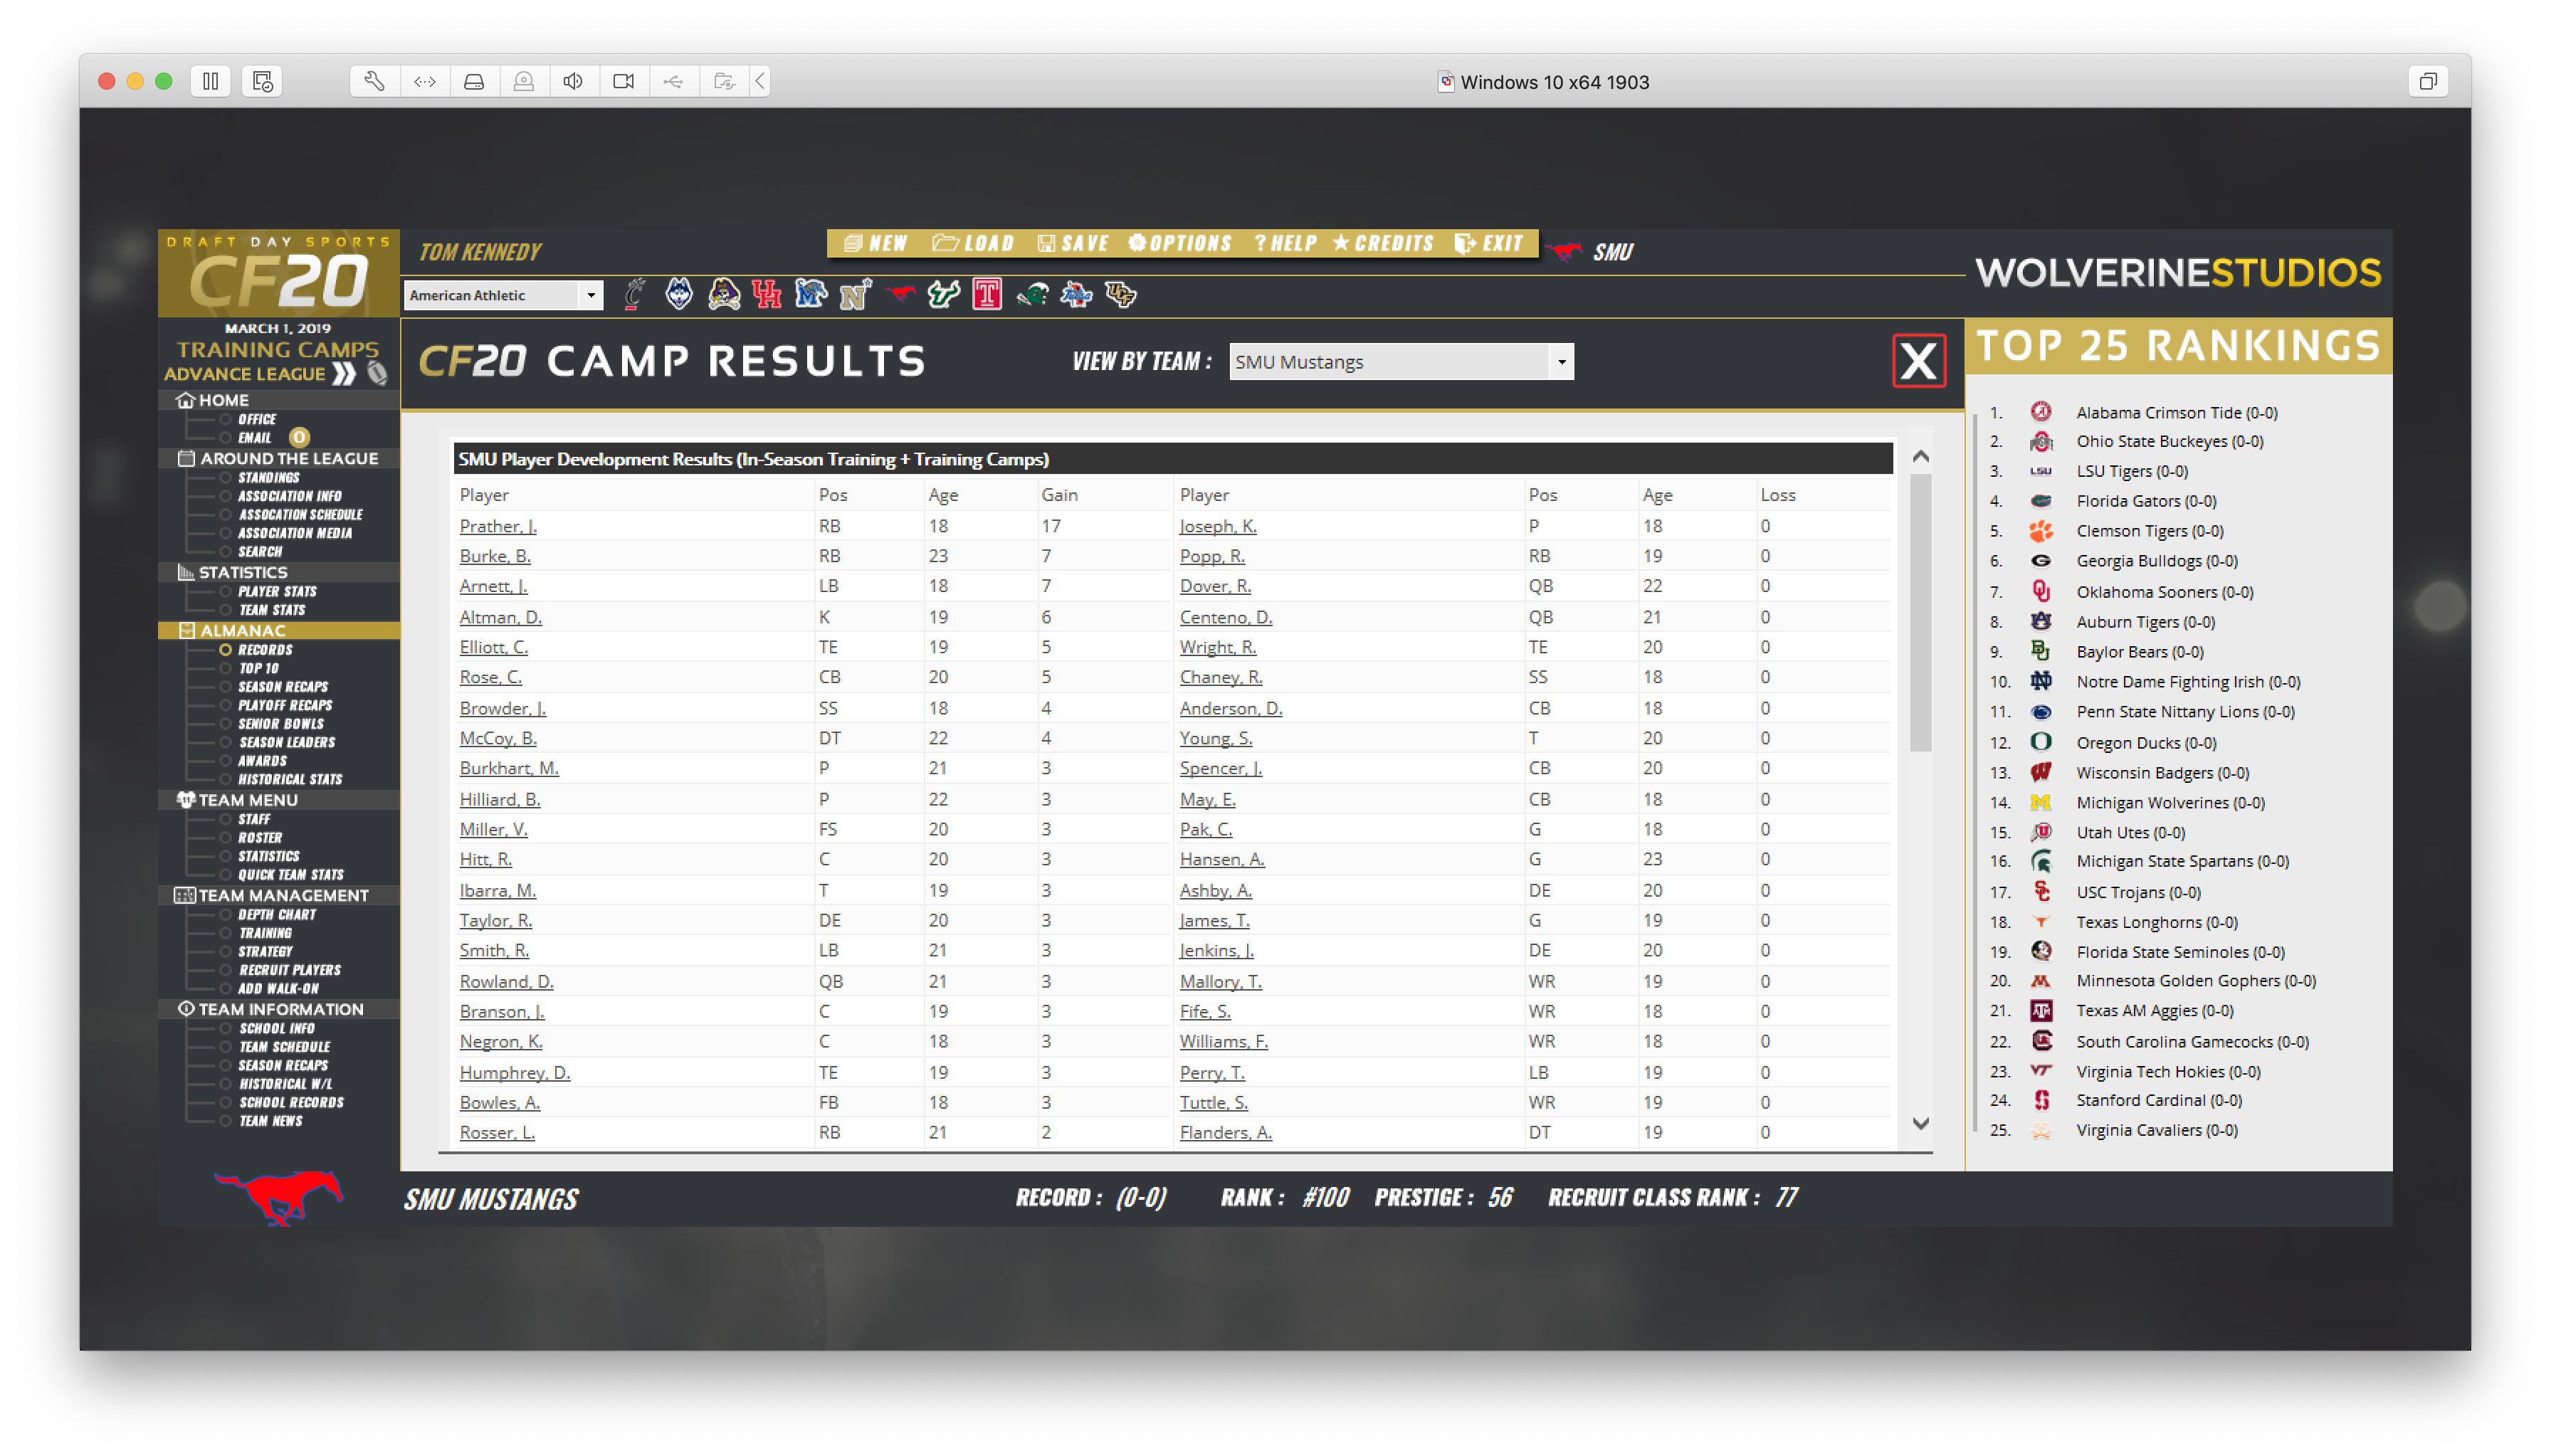 Windows 10 x64 1903
DRAFT DAY SPORTS
CF20
TOM KENNEDY
NEW LOAD SAVE OPTIONS ? HELP CREDITS EXIT
SMU
WOLVERINESTUDIOS
American Athletic
MARCH 1, 2019
TRAINING CAMPS
ADVANCE LEAGUE
HOME
OFFICE
EMAIL 0
AROUND THE LEAGUE
STANDINGS
ASSOCIATION INFO
ASSOCATION SCHEDULE
ASSOCIATION MEDIA
SEARCH
STATISTICS
PLAYER STATS
TEAM STATS
ALMANAC
RECORDS
TOP 10
SEASON RECAPS
PLAYOFF RECAPS
SENIOR BOWLS
SEASON LEADERS
AWARDS
HISTORICAL STATS
TEAM MENU
STAFF
ROSTER
STATISTICS
QUICK TEAM STATS
TEAM MANAGEMENT
DEPTH CHART
TRAINING
STRATEGY
RECRUIT PLAYERS
ADD WALK-ON
TEAM INFORMATION
SCHOOL INFO
TEAM SCHEDULE
SEASON RECAPS
HISTORICAL W/L
SCHOOL RECORDS
TEAM NEWS
CF20 CAMP RESULTS
VIEW BY TEAM : SMU Mustangs
X
SMU Player Development Results (In-Season Training + Training Camps)
Player Pos Age Gain Player Pos Age Loss
Prather, J. RB 18 17 Joseph, K. P 18 0
Burke, B. RB 23 7 Popp, R. RB 19 0
Arnett, J. LB 18 7 Dover, R. QB 22 0
Altman, D. K 19 6 Centeno, D. QB 21 0
Elliott, C. TE 19 5 Wright, R. TE 20 0
Rose, C. CB 20 5 Chaney, R. SS 18 0
Browder, J. SS 18 4 Anderson, D. CB 18 0
McCoy, B. DT 22 4 Young, S. T 20 0
Burkhart, M. P 21 3 Spencer, J. CB 20 0
Hilliard, B. P 22 3 May, E. CB 18 0
Miller, V. FS 20 3 Pak, C. G 18 0
Hitt, R. C 20 3 Hansen, A. G 23 0
Ibarra, M. T 19 3 Ashby, A. DE 20 0
Taylor, R. DE 20 3 James, T. G 19 0
Smith, R. LB 21 3 Jenkins, J. DE 20 0
Rowland, D. QB 21 3 Mallory, T. WR 19 0
Branson, J. C 19 3 Fife, S. WR 18 0
Negron, K. C 18 3 Williams, F. WR 18 0
Humphrey, D. TE 19 3 Perry, T. LB 19 0
Bowles, A. FB 18 3 Tuttle, S. WR 19 0
Rosser, L. RB 21 2 Flanders, A. DT 19 0
TOP 25 RANKINGS
1. Alabama Crimson Tide (0-0)
2. Ohio State Buckeyes (0-0)
3. LSU LSU Tigers (0-0)
4. Florida Gators (0-0)
5. Clemson Tigers (0-0)
6. Georgia Bulldogs (0-0)
7. Oklahoma Sooners (0-0)
8. Auburn Tigers (0-0)
9. Baylor Bears (0-0)
10. Notre Dame Fighting Irish (0-0)
11. Penn State Nittany Lions (0-0)
12. Oregon Ducks (0-0)
13. Wisconsin Badgers (0-0)
14. Michigan Wolverines (0-0)
15. Utah Utes (0-0)
16. Michigan State Spartans (0-0)
17. USC Trojans (0-0)
18. Texas Longhorns (0-0)
19. Florida State Seminoles (0-0)
20. Minnesota Golden Gophers (0-0)
21. Texas AM Aggies (0-0)
22. South Carolina Gamecocks (0-0)
23. Virginia Tech Hokies (0-0)
24. Stanford Cardinal (0-0)
25. Virginia Cavaliers (0-0)
SMU MUSTANGS RECORD : (0-0) RANK : #100 PRESTIGE : 56 RECRUIT CLASS RANK : 77